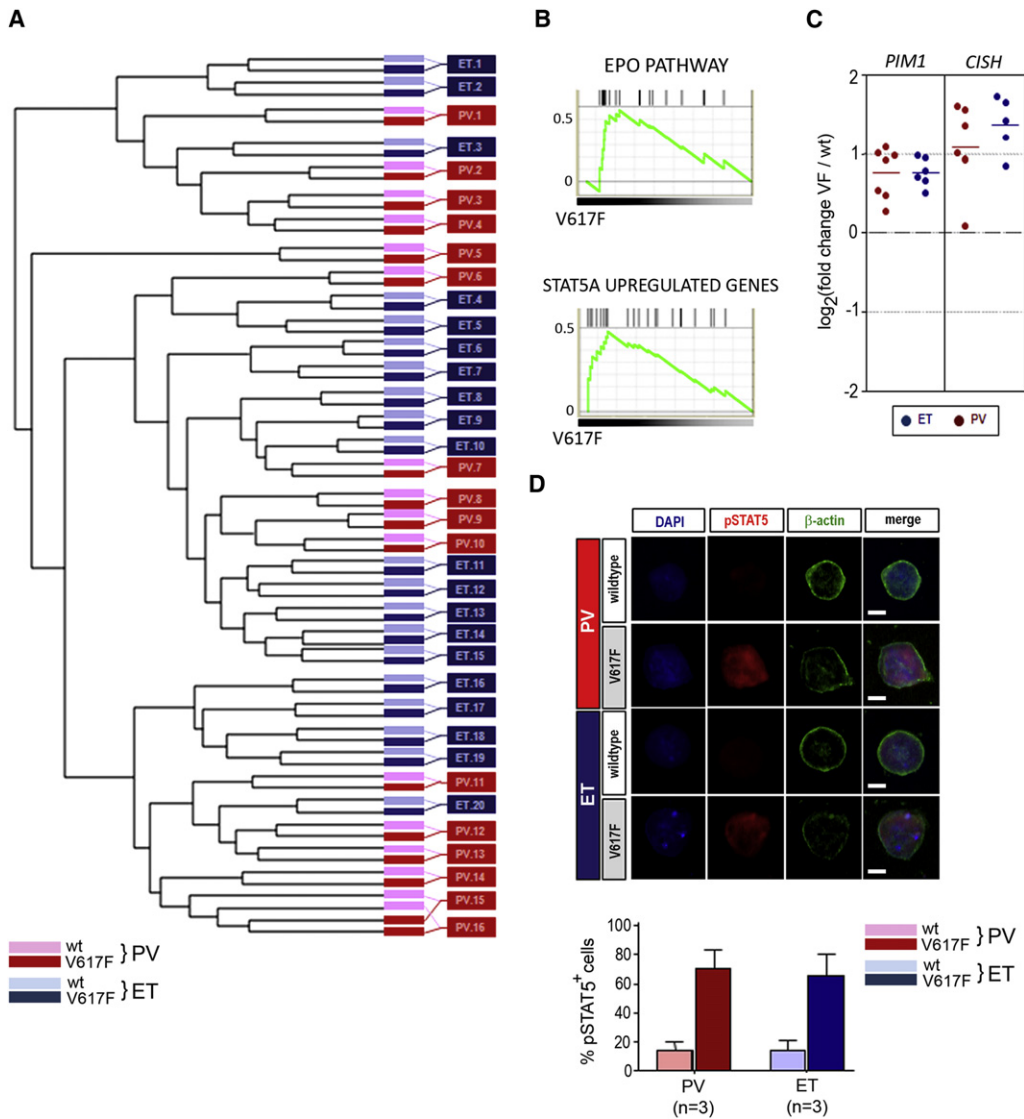 A
ET.1
ET.2
PV.1
ET.3
PV.2
PV.3
PV.4
PV.5
PV.6
ET.4
ET.5
ET.6
ET.7
ET.8
ET.9
ET.10
PV.7
PV.8
PV.9
PV.10
ET.11
ET.12
ET.13
ET.14
ET.15
ET.16
ET.17
ET.18
ET.19
PV.11
ET.20
PV.12
PV.13
PV.14
PV.15
PV.16
wt
V617F
} PV
wt
V617F
} ET
B
EPO PATHWAY
0.5
0
V617F
STAT5A UPREGULATED GENES
0.5
0
V617F
C
PIM1 CISH
log2(fold change VF / wt)
2
1
0
-1
-2
ET PV
D
DAPI pSTAT5 β-actin merge
PV
wildtype
V617F
ET
wildtype
V617F
% pSTAT5+ cells
100
80
60
40
20
0
PV ET
(n=3) (n=3)
wt
V617F
} PV
wt
V617F
} ET